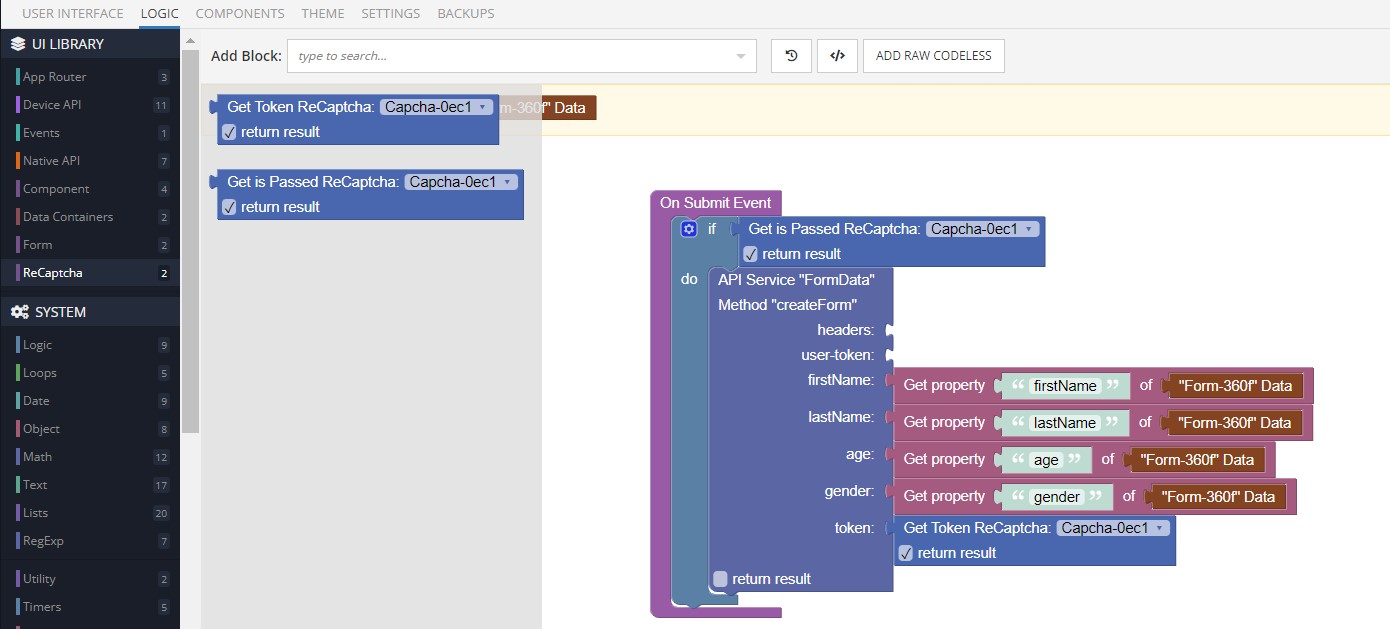 USER INTERFACE LOGIC COMPONENTS THEME SETTINGS BACKUPS
UI LIBRARY
App Router 3
Device API 11
Events 1
Native API 7
Component 4
Data Containers 2
Form 2
ReCaptcha 2
SYSTEM
Logic 9
Loops 5
Date 9
Object 8
Math 12
Text 17
Lists 20
RegExp 7
Utility 2
Timers 5
Add Block: type to search... </> ADD RAW CODELESS
Get Token ReCaptcha: Capcha-0ec1
return result
m-360f" Data
Get is Passed ReCaptcha: Capcha-0ec1
return result
On Submit Event
if Get is Passed ReCaptcha: Capcha-0ec1
return result
do API Service "FormData"
Method "createForm"
headers:
user-token:
firstName: Get property “ firstName ” of "Form-360f" Data
lastName: Get property “ lastName ” of "Form-360f" Data
age: Get property “ age ” of "Form-360f" Data
gender: Get property “ gender ” of "Form-360f" Data
token: Get Token ReCaptcha: Capcha-0ec1
return result
return result